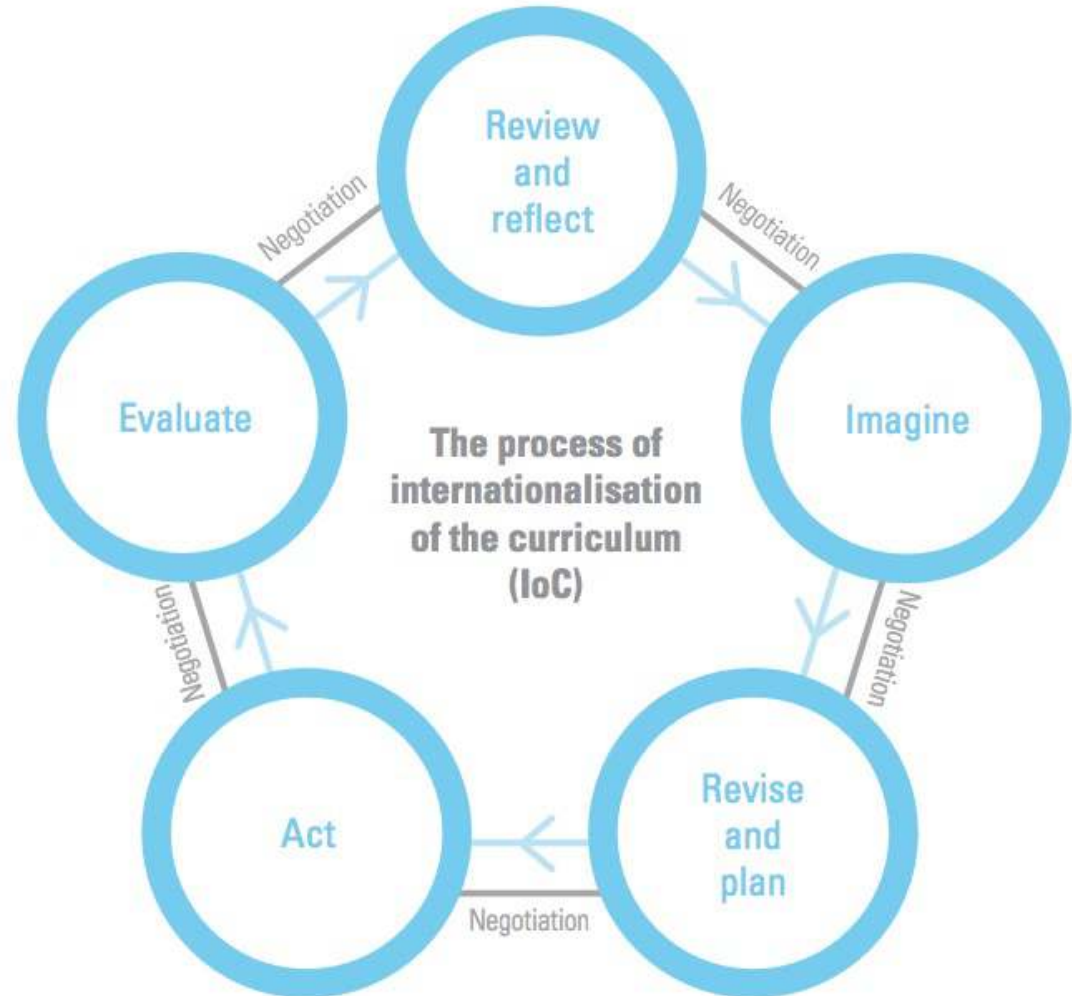 Review
and
reflect
Negotiation
Negotiation
Evaluate
Imagine
The process of
internationalisation
of the curriculum
(IoC)
Negotiation
Negotiation
Act
Revise
and
plan
Negotiation